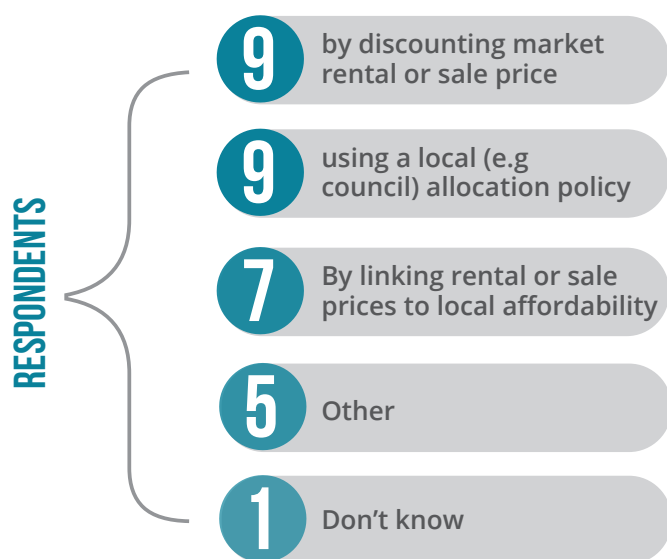 RESPONDENTS
9
by discounting market
rental or sale price
9
using a local (e.g
council) allocation policy
7
By linking rental or sale
prices to local affordability
5
Other
1
Don’t know